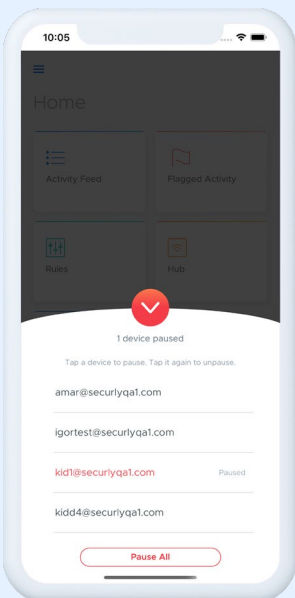 10:05
Home
Activity Feed
Flagged Activity
Rules
Hub
1 device paused
Tap a device to pause. Tap it again to unpause.
amar@securlyqa1.com
igortest@securlyqa1.com
kid1@securlyqa1.com Paused
kidd4@securlyqa1.com
Pause All